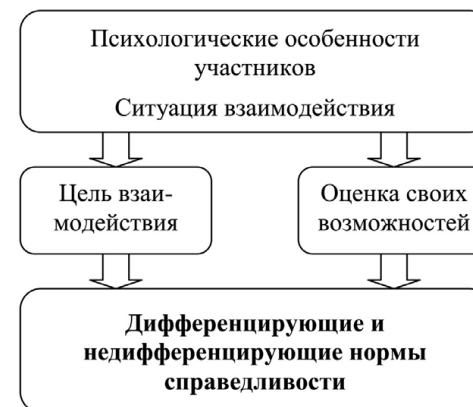 Психологические особенности
участников
Ситуация взаимодействия
Цель взаи-
модействия
Оценка своих
возможностей
Дифференцирующие и
недифференцирующие нормы
справедливости